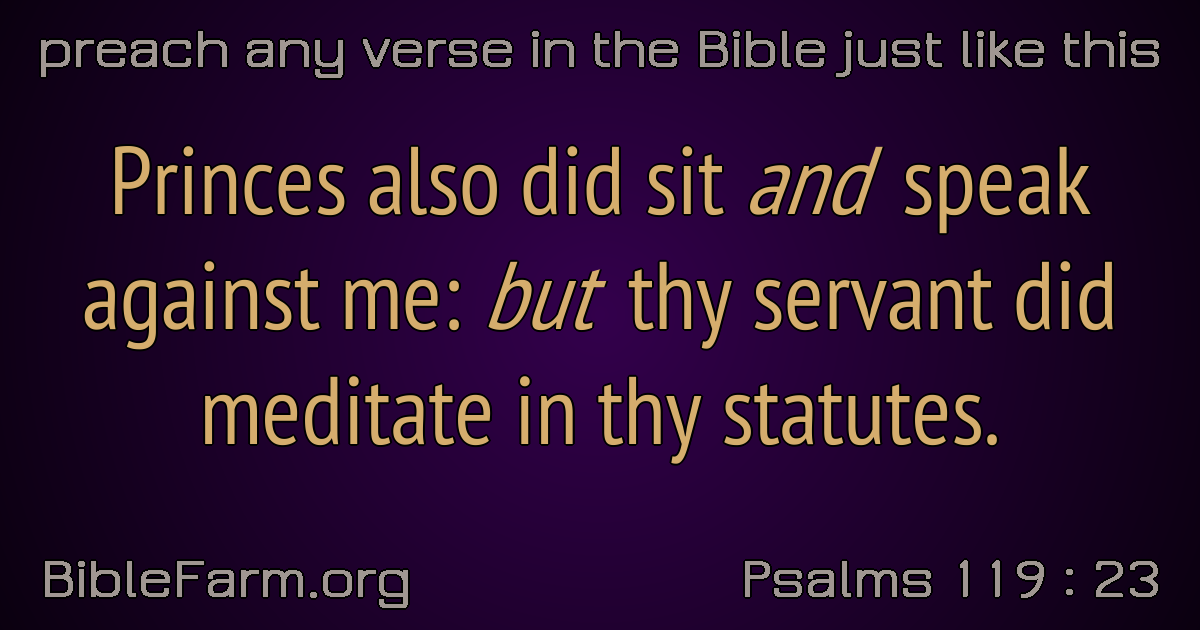 preach any verse in the Bible just like this
Princes also did sit and speak
against me: but thy servant did
meditate in thy statutes.
BibleFarm.org
Psalms 119 : 23